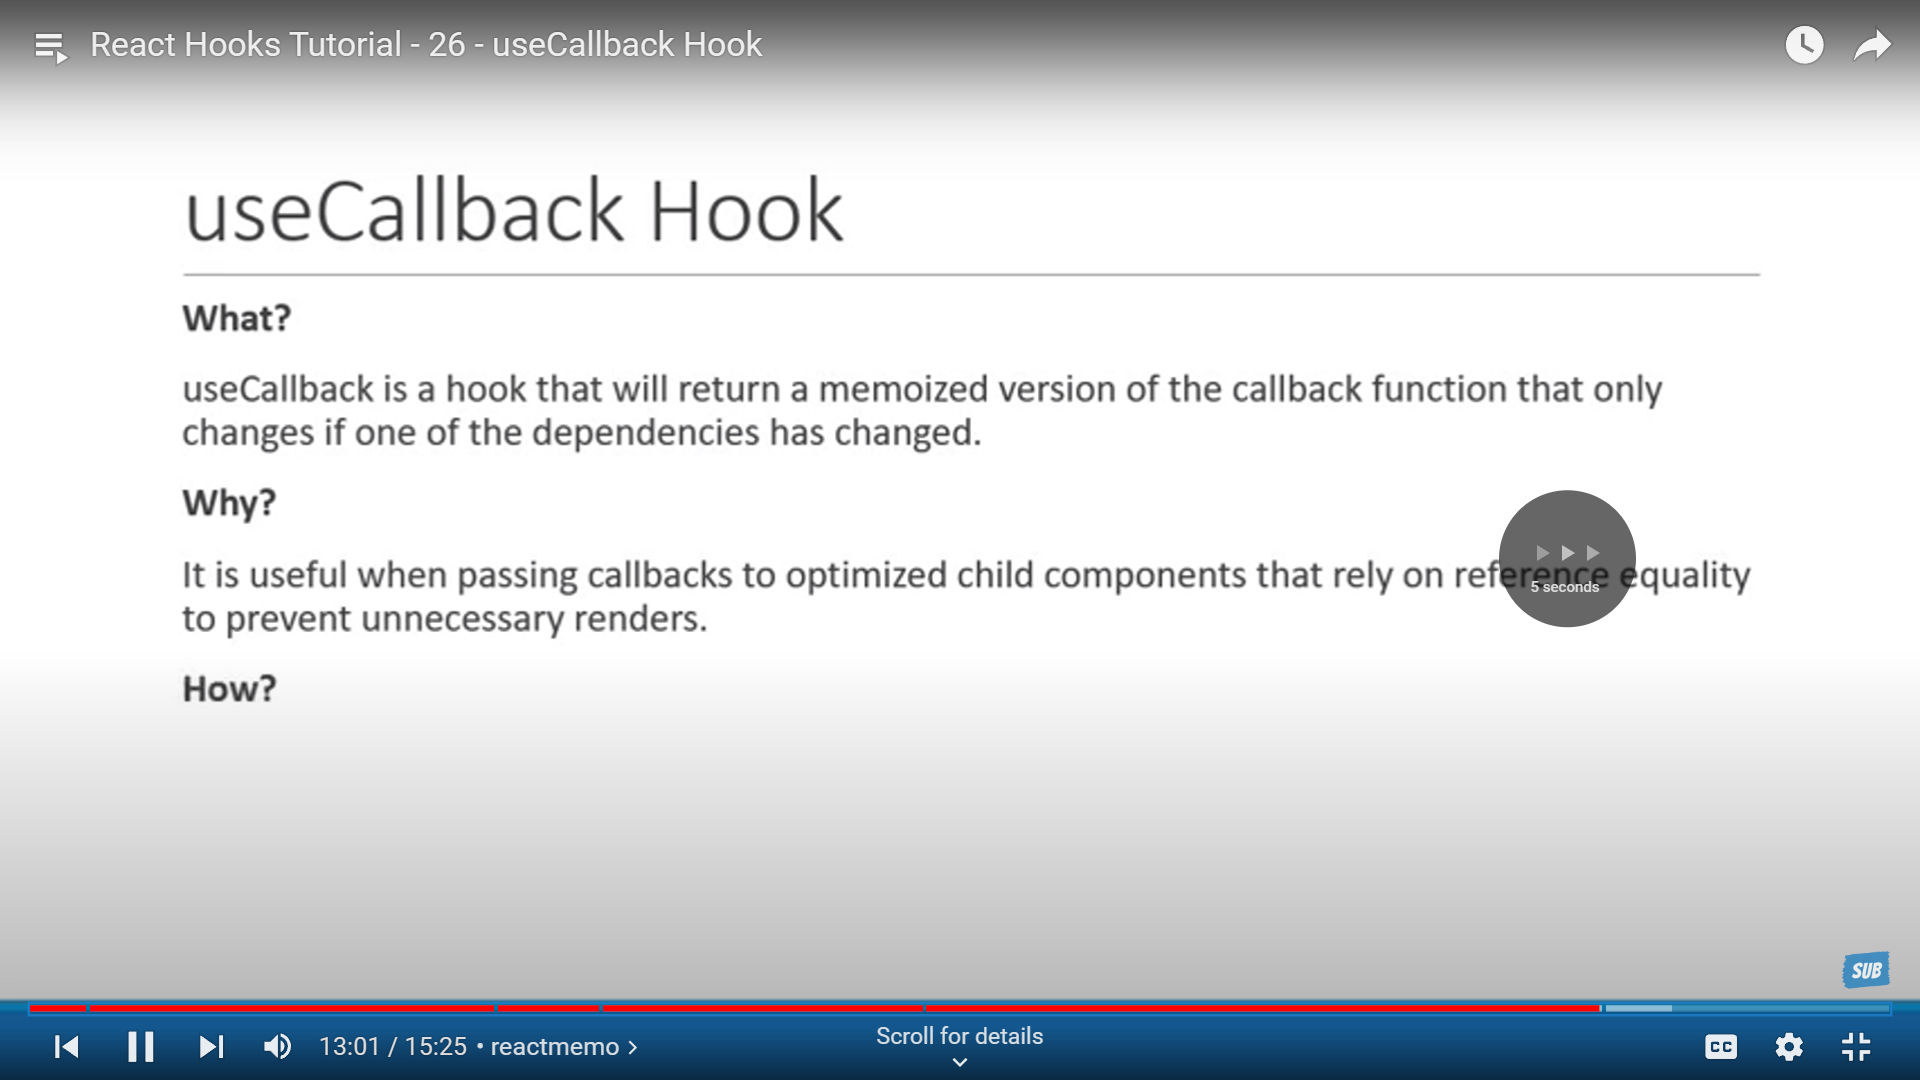 React Hooks Tutorial - 26 - useCallback Hook
useCallback Hook
What?
useCallback is a hook that will return a memoized version of the callback function that only
changes if one of the dependencies has changed.
Why?
It is useful when passing callbacks to optimized child components that rely on reference equality
to prevent unnecessary renders.
5 seconds
How?
SUB
13:01 / 15:25 • reactmemo
Scroll for details
CC